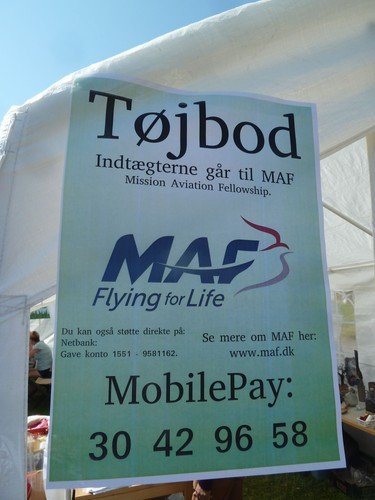 Tøjbod
Indtægterne går til MAF
Mission Aviation Fellowship.
MAF
Flying for Life
Du kan også støtte direkte på:
Netbank:
Gave konto 1551 - 9581162.
Se mere om MAF her:
www.maf.dk
MobilePay:
30 42 96 58